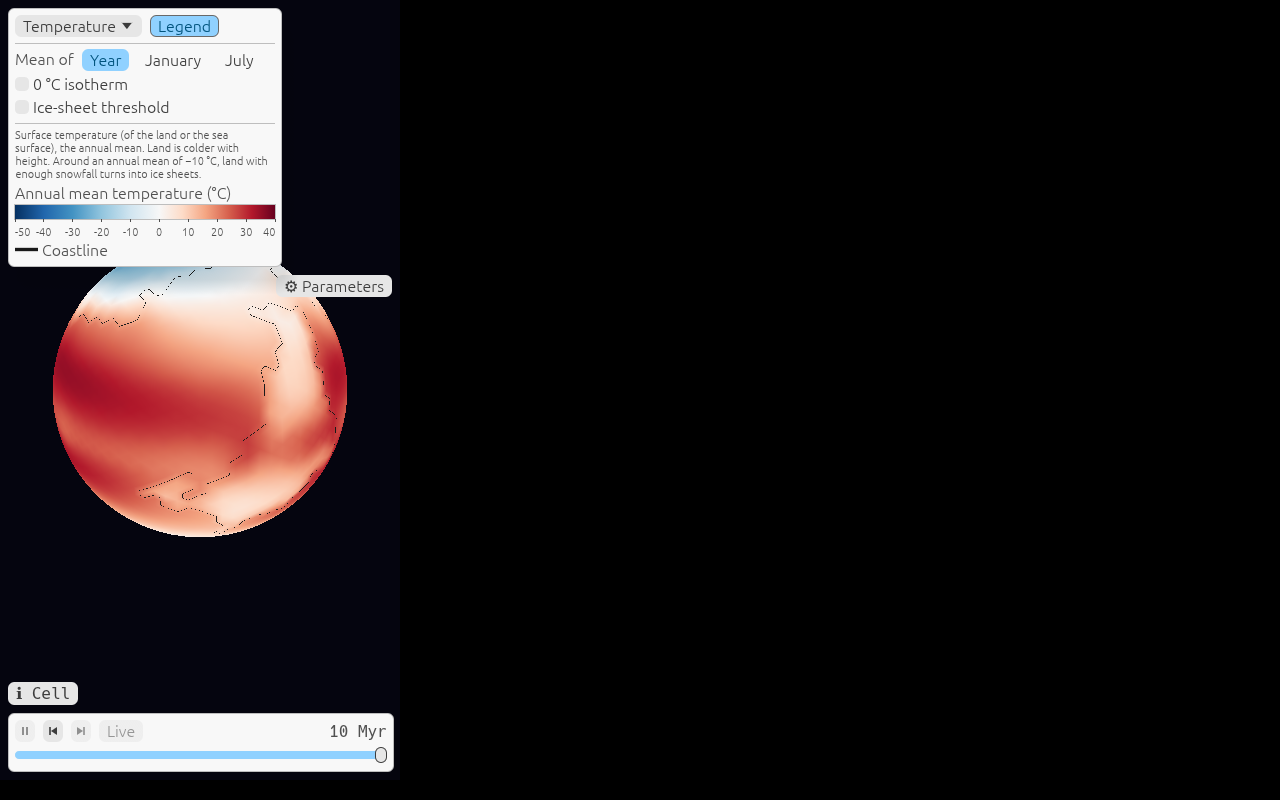 Temperature Legend
Mean of Year January July
0 °C isotherm
Ice-sheet threshold
Surface temperature (of the land or the sea
surface), the annual mean. Land is colder with
height. Around an annual mean of −10 °C, land with
enough snowfall turns into ice sheets.
Annual mean temperature (°C)
-50 -40 -30 -20 -10 0 10 20 30 40
Coastline
⚙ Parameters
ℹ Cell
Live 10 Myr